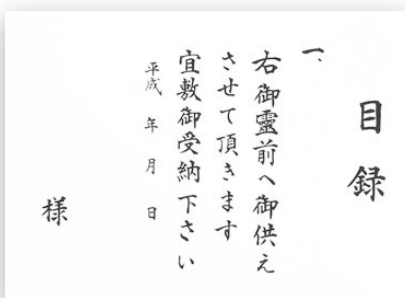 目録
一、
右御靈前へ御供え
させて頂きます
宜敷御受納下さい
平成 年 月 日
様